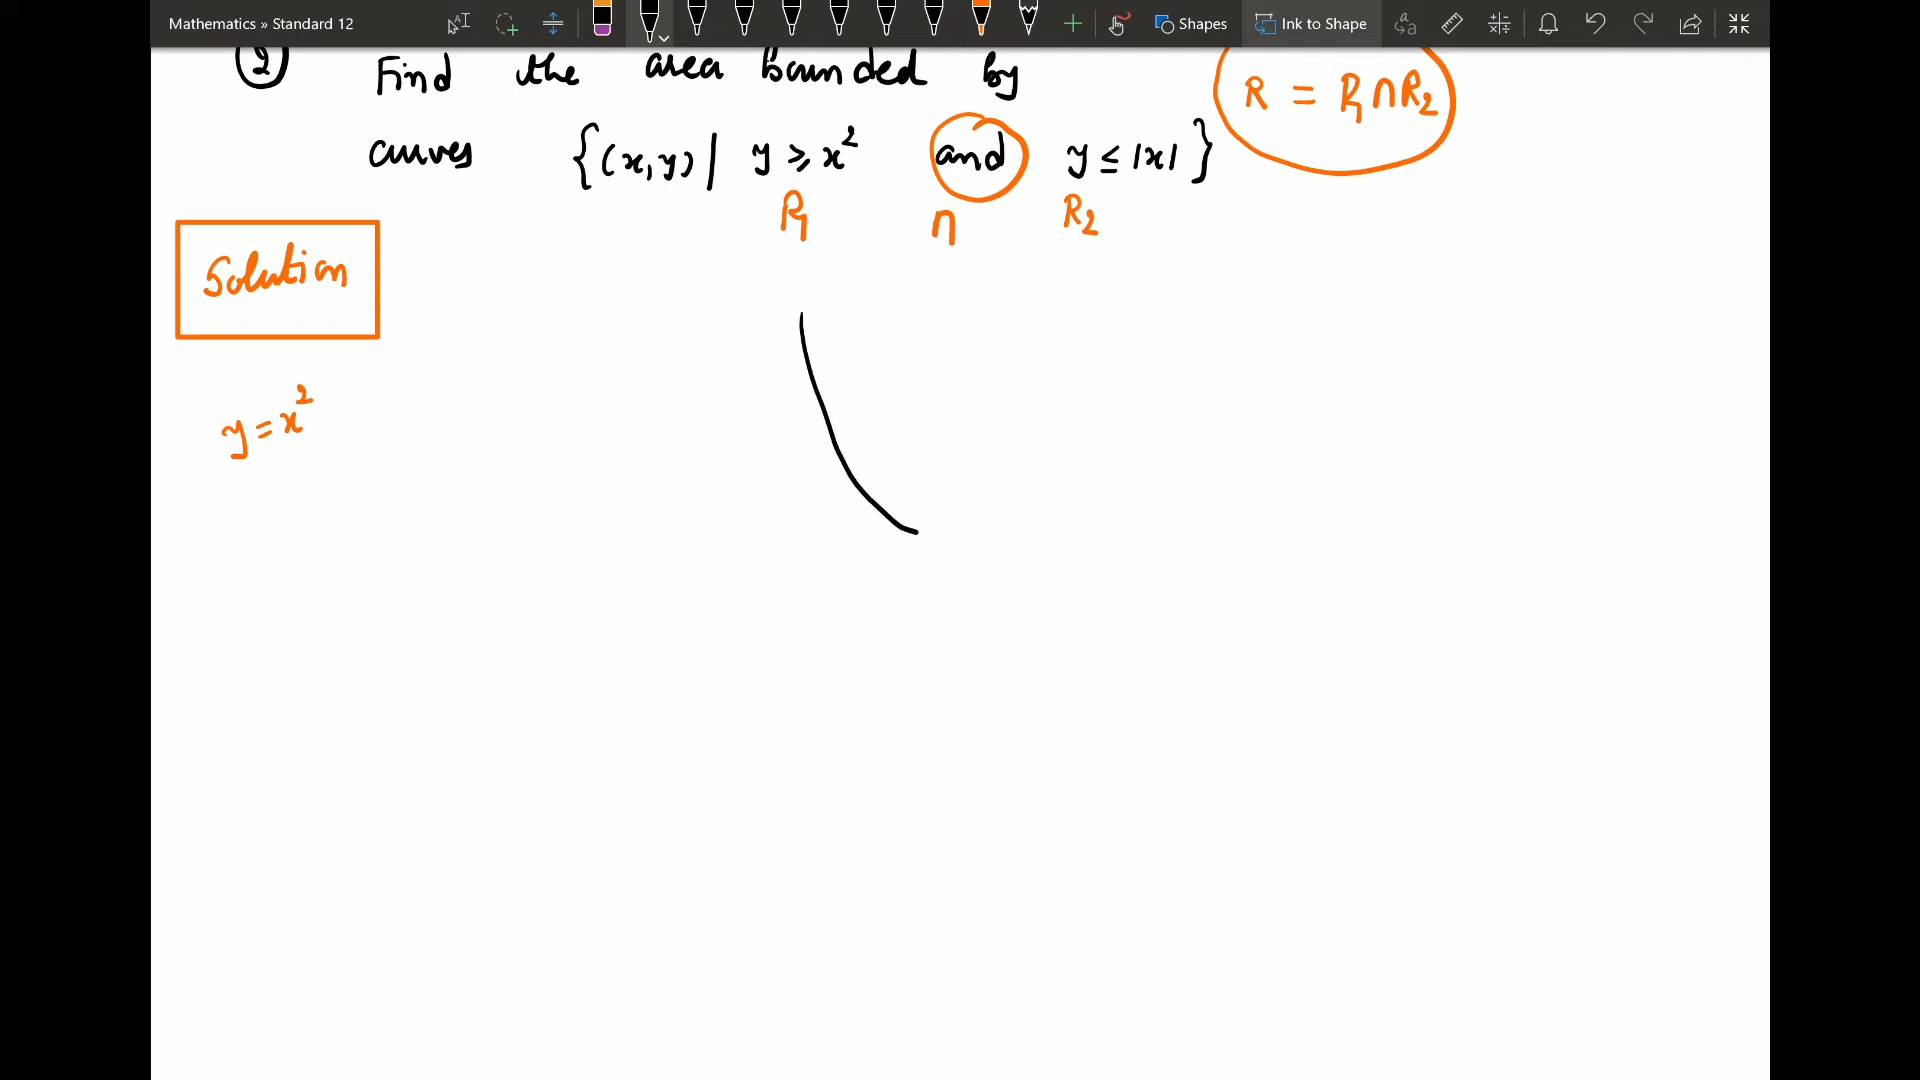 Mathematics » Standard 12
Shapes
Ink to Shape
② Find the area bounded by
R = R₁ ∩ R₂
curves {(x,y) | y ⩾ x² and y ≤ |x|}
R₁ ∩ R₂
Solution
y = x²